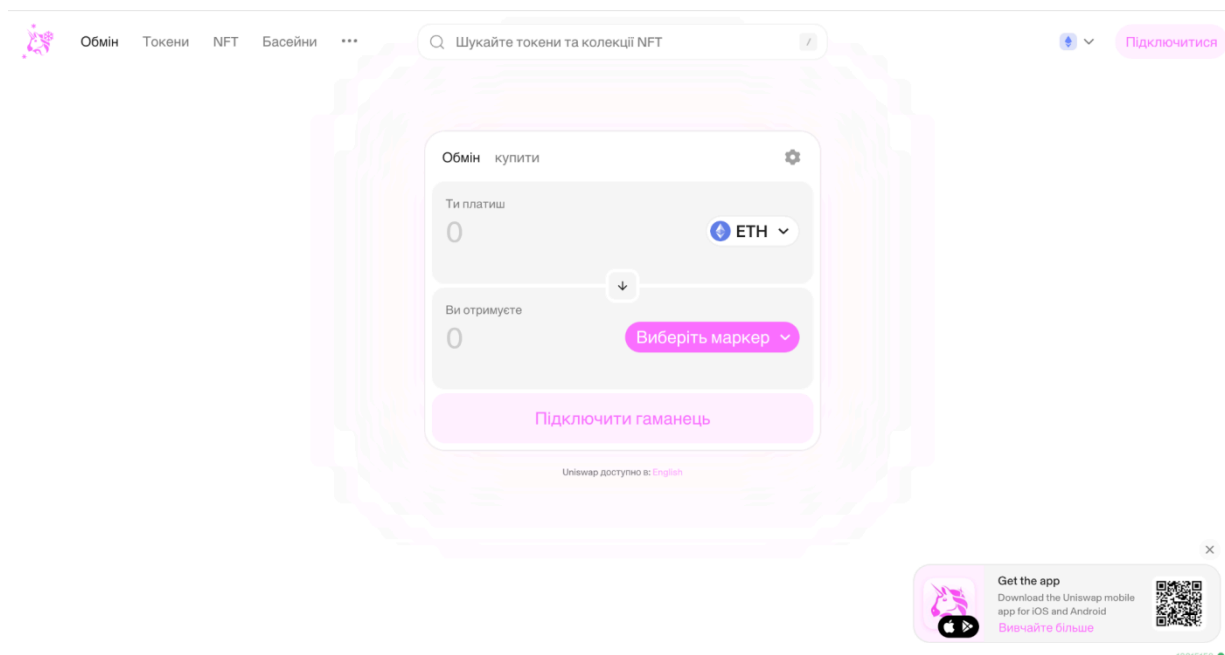 Обмін Токени NFT Басейни ••• Шукайте токени та колекції NFT / Підключитися
Обмін купити
Ти платиш
0 ETH
Ви отримуєте
0 Виберіть маркер
Підключити гаманець
Uniswap доступно в: English
Get the app
Download the Uniswap mobile
app for iOS and Android
Вивчайте більше